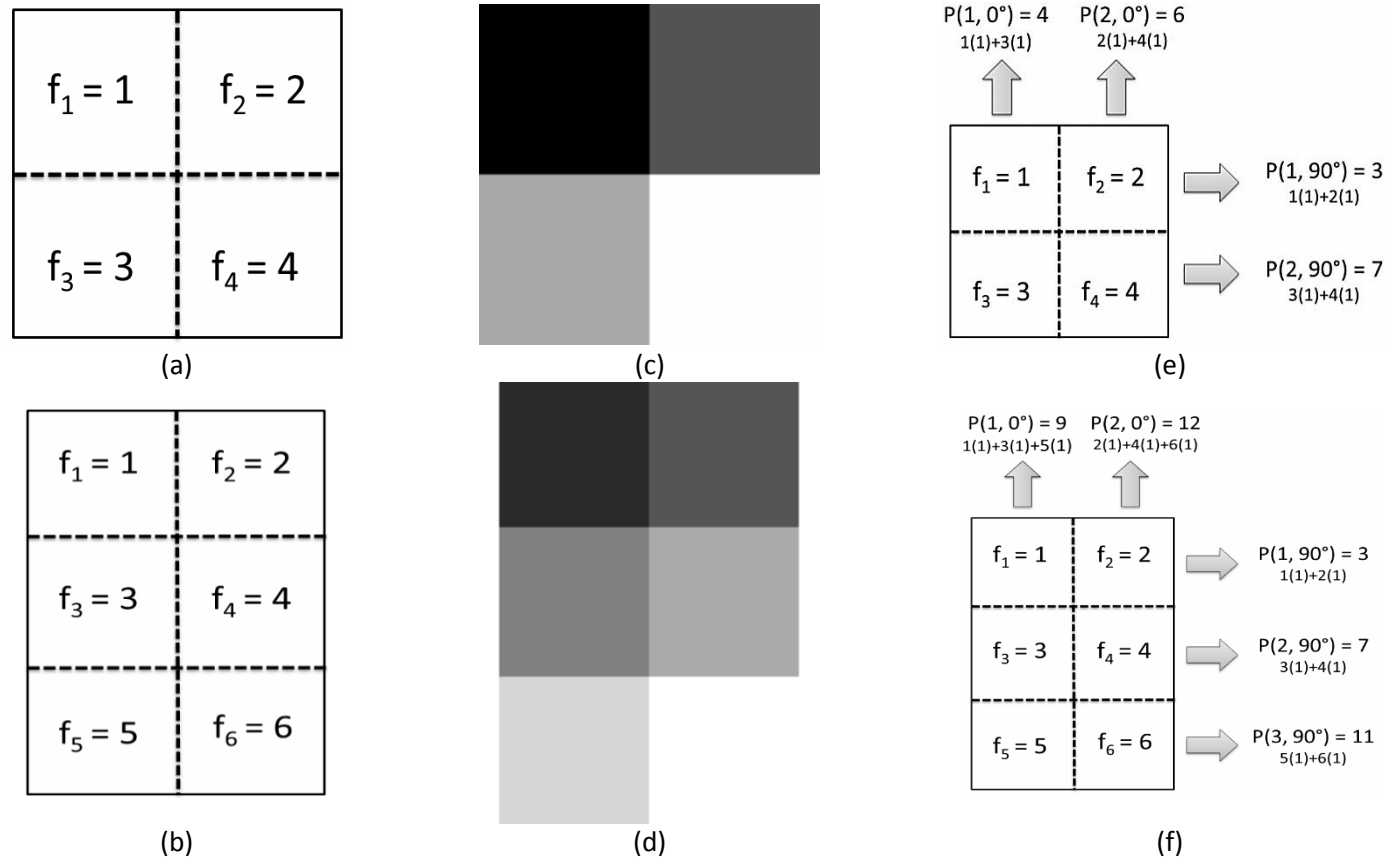 f₁ = 1 f₂ = 2
f₃ = 3 f₄ = 4
(a)
(c)
P(1, 0°) = 4 P(2, 0°) = 6
1(1)+3(1) 2(1)+4(1)
f₁ = 1 f₂ = 2 P(1, 90°) = 3
1(1)+2(1)
f₃ = 3 f₄ = 4 P(2, 90°) = 7
3(1)+4(1)
(e)
f₁ = 1 f₂ = 2
f₃ = 3 f₄ = 4
f₅ = 5 f₆ = 6
(b)
(d)
P(1, 0°) = 9 P(2, 0°) = 12
1(1)+3(1)+5(1) 2(1)+4(1)+6(1)
f₁ = 1 f₂ = 2 P(1, 90°) = 3
1(1)+2(1)
f₃ = 3 f₄ = 4 P(2, 90°) = 7
3(1)+4(1)
f₅ = 5 f₆ = 6 P(3, 90°) = 11
5(1)+6(1)
(f)